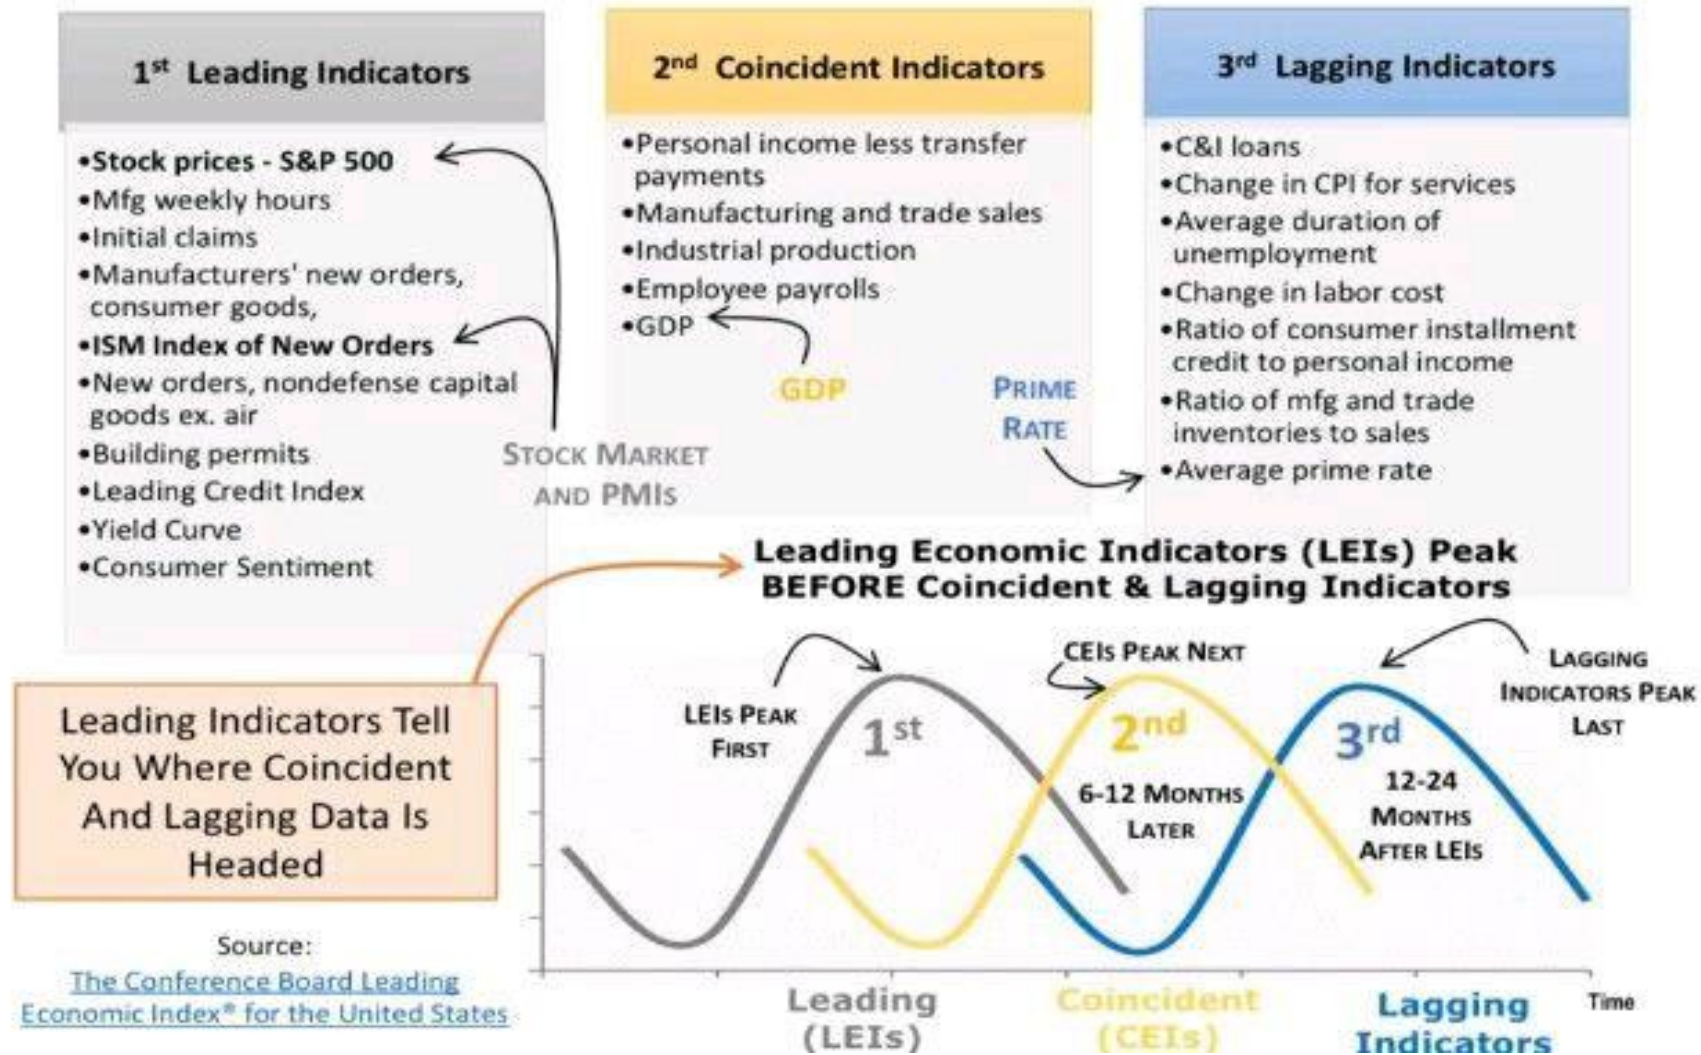 1st Leading Indicators
•Stock prices - S&P 500
•Mfg weekly hours
•Initial claims
•Manufacturers' new orders,
consumer goods,
•ISM Index of New Orders
•New orders, nondefense capital
goods ex. air
•Building permits
•Leading Credit Index
•Yield Curve
•Consumer Sentiment
STOCK MARKET
AND PMIS
2nd Coincident Indicators
•Personal income less transfer
payments
•Manufacturing and trade sales
•Industrial production
•Employee payrolls
•GDP
GDP
3rd Lagging Indicators
•C&I loans
•Change in CPI for services
•Average duration of
unemployment
•Change in labor cost
•Ratio of consumer installment
credit to personal income
•Ratio of mfg and trade
inventories to sales
•Average prime rate
PRIME
RATE
Leading Economic Indicators (LEIs) Peak
BEFORE Coincident & Lagging Indicators
Leading Indicators Tell
You Where Coincident
And Lagging Data Is
Headed
Source:
The Conference Board Leading
Economic Index® for the United States
LEIS PEAK
FIRST
1st
CEIS PEAK NEXT
2nd
6-12 MONTHS
LATER
LAGGING
INDICATORS PEAK
LAST
3rd
12-24
MONTHS
AFTER LEIS
Leading
(LEIs)
Coincident
(CEIs)
Lagging
Indicators
Time